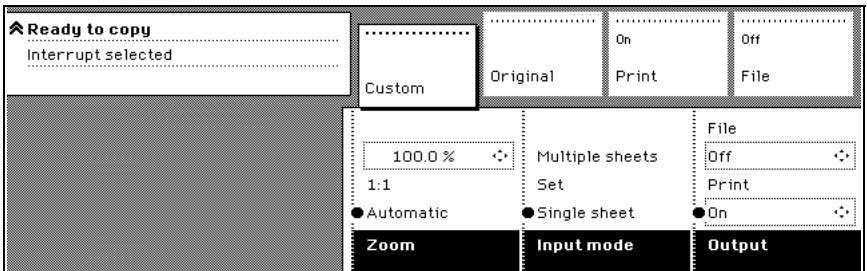 Ready to copy
Interrupt selected
Custom
Original
On
Print
Off
File
100.0 %
1:1
Automatic
Zoom
Multiple sheets
Set
Single sheet
Input mode
File
Off
Print
On
Output